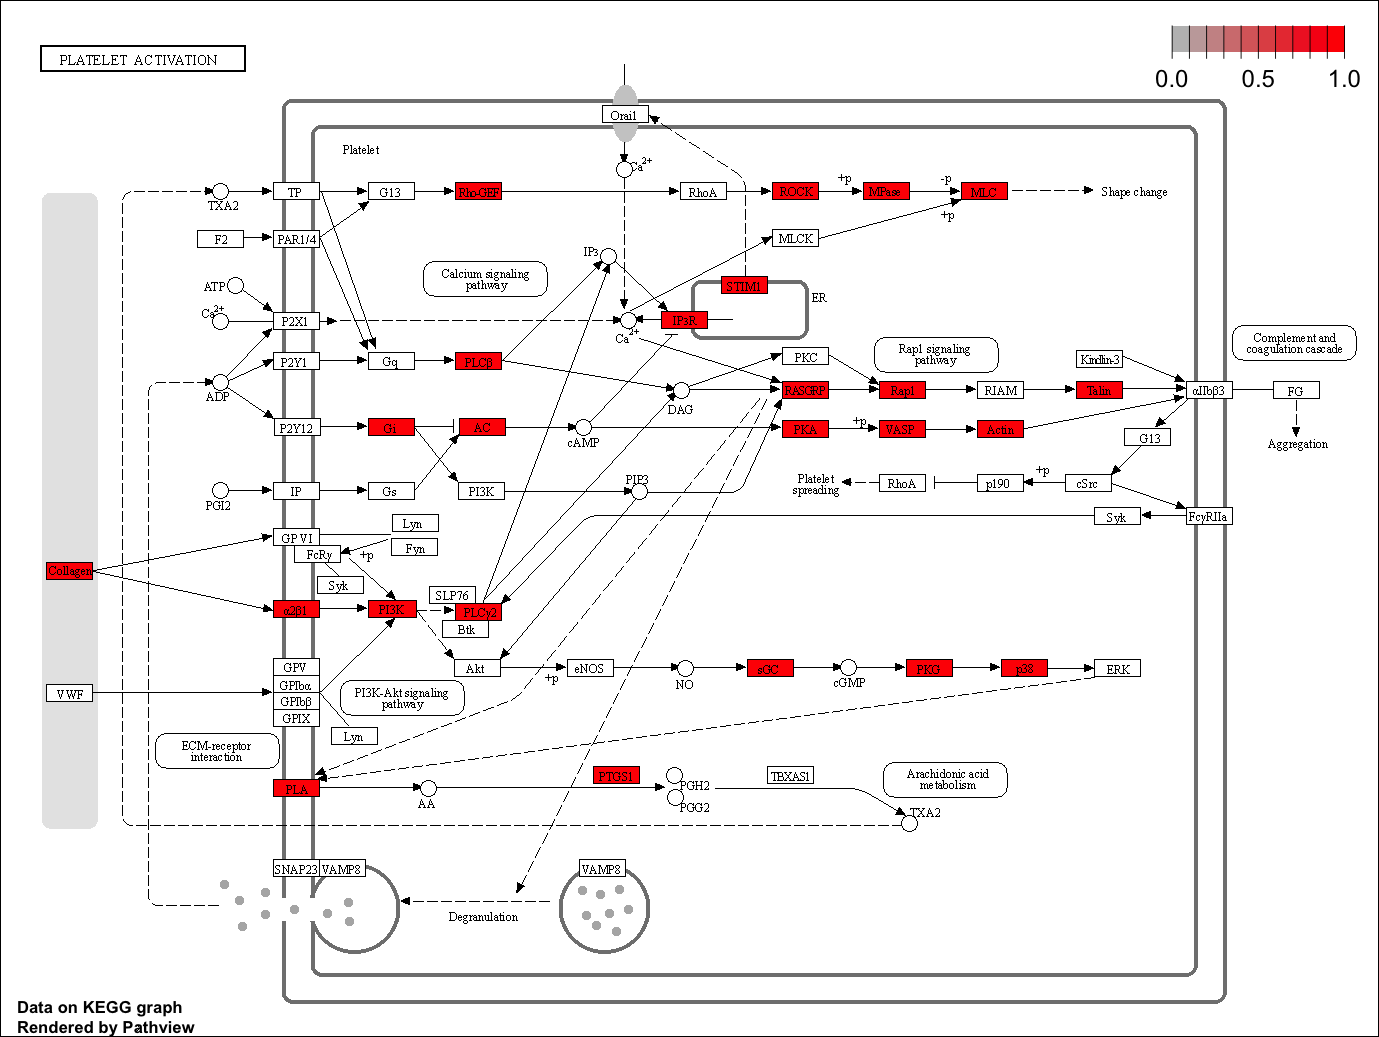 PLATELET ACTIVATION
0.0 0.5 1.0
Orai1
Platelet
Ca2+
TXA2
TP
G13
Rho-GEF
RhoA
ROCK
+p
MPase
-p
MLC
Shape change
+p
F2
PAR1/4
MLCK
IP3
Calcium signaling
pathway
STIM1
ER
ATP
Ca2+
P2X1
IP3R
Ca2+
P2Y1
Gq
PLCβ
PKC
Rap1 signaling
pathway
Kindlin-3
Complement and
coagulation cascade
ADP
DAG
RASGRP
Rap1
RIAM
Talin
αIIbβ3
FG
P2Y12
Gi
AC
cAMP
PKA
+p
VASP
Actin
G13
Aggregation
PGI2
IP
Gs
PI3K
PIP3
Platelet
spreading
RhoA
p190
+p
cSrc
Lyn
Syk
FcγRIIa
GPVI
Fyn
FcRγ
+p
Collagen
Syk
SLP76
α2β1
PI3K
PLCγ2
Btk
GPV
Akt
+p
eNOS
NO
sGC
cGMP
PKG
p38
ERK
VWF
GPIbα
GPIbβ
GPIX
PI3K-Akt signaling
pathway
Lyn
ECM-receptor
interaction
PLA
AA
PTGS1
PGH2
PGG2
TBXAS1
Arachidonic acid
metabolism
TXA2
SNAP23
VAMP8
VAMP8
Degranulation
Data on KEGG graph
Rendered by Pathview